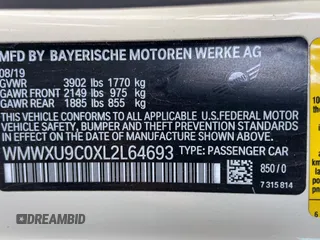 MFD BY BAYERISCHE MOTOREN WERKE AG
08/19
GVWR 3902 lbs 1770 kg
GAWR FRONT 2149 lbs 975 kg
GAWR REAR 1885 lbs 855 kg
THIS VEHICLE CONFORMS TO ALL APPLICABLE
U.S.FEDERAL MOTOR VEHICLE SAFETY, BUMPER,
AND THEFT PREVENTION STANDARDS IN EFFECT
ON THE DATE OF MANUFACTURE SHOWN ABOVE.
WMWXU9C0XL2L64693 TYPE: PASSENGER CAR
850/0
7 315 814
6